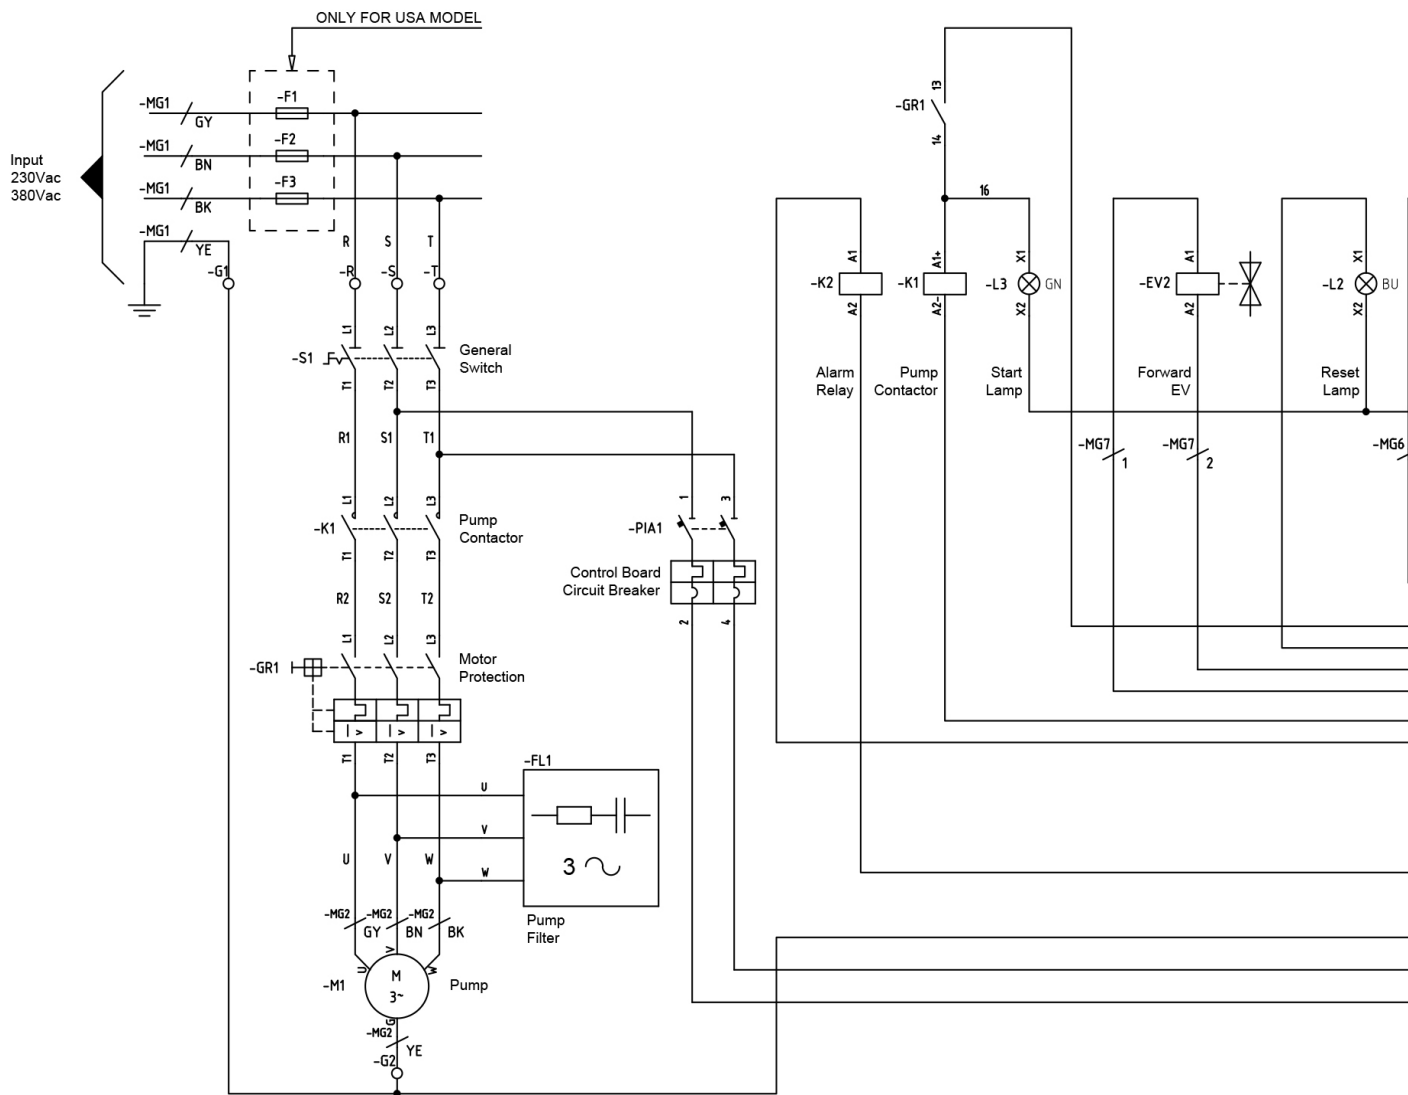 ONLY FOR USA MODEL
Input
230Vac
380Vac
-MG1
GY
-F1
-MG1
BN
-F2
-MG1
BK
-F3
-MG1
YE
-G1
R S T
-R -S -T
L1 L2 L3
-S1
General
Switch
T1 T2 T3
R1 S1 T1
L1 L2 L3
-K1
Pump
Contactor
T1 T2 T3
R2 S2 T2
L1 L2 L3
-GR1
Motor
Protection
I > I > I >
T1 T2 T3
-FL1
U
V
W
3
Pump
Filter
U V W
-MG2 -MG2 -MG2
GY BN BK
U V W
-M1
M
3~
Pump
G
-MG2
YE
-G2
1 3
-PIA1
Control Board
Circuit Breaker
2 4
13
-GR1
14
16
A1
-K2
A2
Alarm
Relay
A1+
-K1
A2-
Pump
Contactor
X1
-L3
GN
X2
Start
Lamp
A1
-EV2
A2
Forward
EV
-MG7
1
-MG7
2
X1
-L2
BU
X2
Reset
Lamp
-MG6